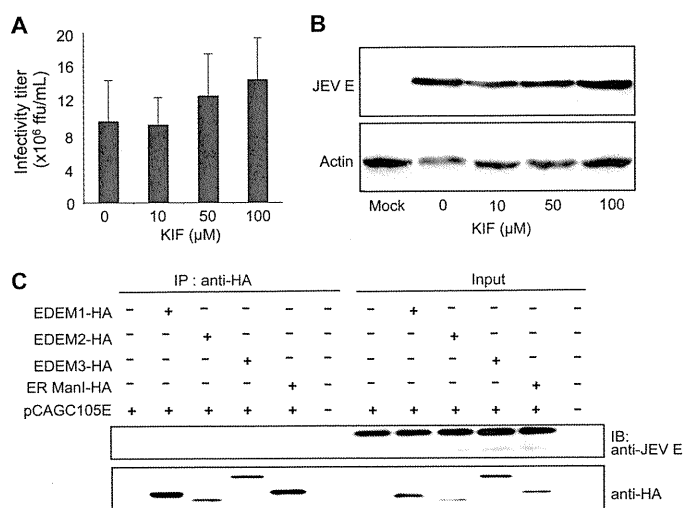 A
Infectivity titer
(x10⁶ ffu/mL)
20
16
12
8
4
0
0 10 50 100
KIF (µM)
B
JEV E
Actin
Mock 0 10 50 100
KIF (µM)
C
IP : anti-HA Input
EDEM1-HA − + − − − − − + − − − −
EDEM2-HA − − + − − − − − + − − −
EDEM3-HA − − − + − − − − − + − −
ER ManI-HA − − − − + − − − − − + −
pCAGC105E + + + + + − + + + + + −
IB:
anti-JEV E
anti-HA